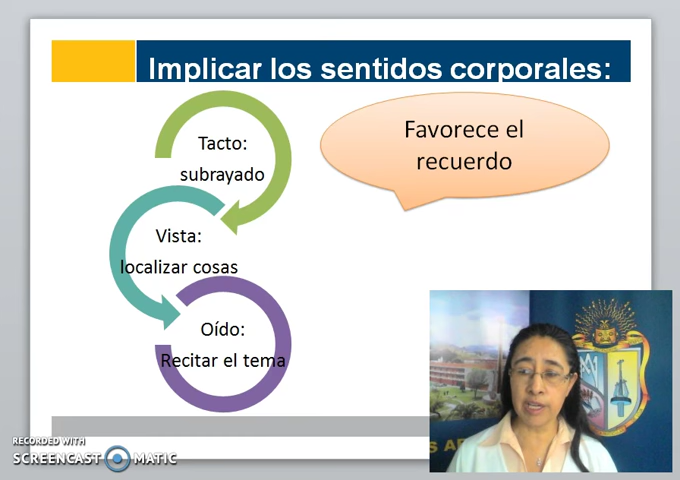 Implicar los sentidos corporales:
Tacto:
subrayado
Favorece el
recuerdo
Vista:
localizar cosas
Oído:
Recitar el tema
RECORDED WITH
SCREENCAST MATIC